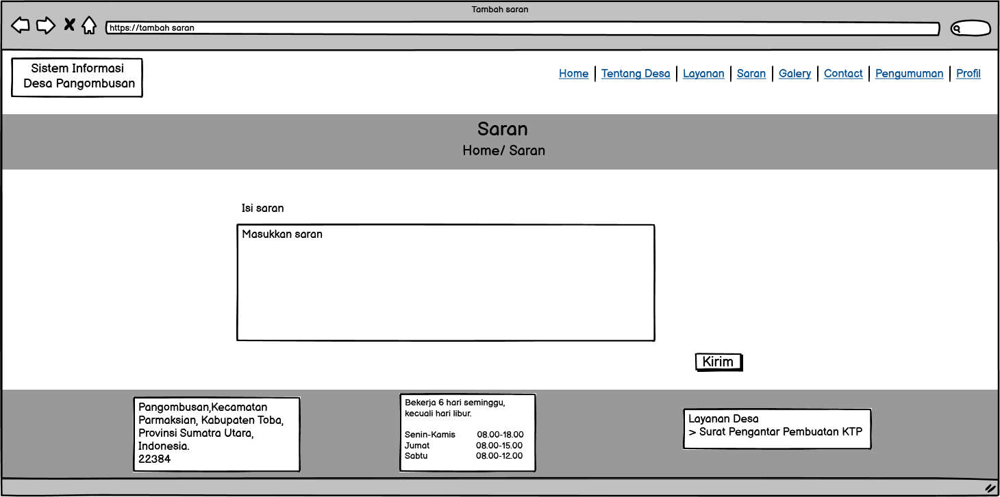 Tambah saran
https://tambah saran
Sistem Informasi
Desa Pangombusan
Home | Tentang Desa | Layanan | Saran | Galery | Contact | Pengumuman | Profil
Saran
Home/ Saran
Isi saran
Masukkan saran
Kirim
Pangombusan,Kecamatan
Parmaksian, Kabupaten Toba,
Provinsi Sumatra Utara,
Indonesia.
22384
Bekerja 6 hari seminggu,
kecuali hari libur.
Senin-Kamis 08.00-18.00
Jumat 08.00-15.00
Sabtu 08.00-12.00
Layanan Desa
> Surat Pengantar Pembuatan KTP